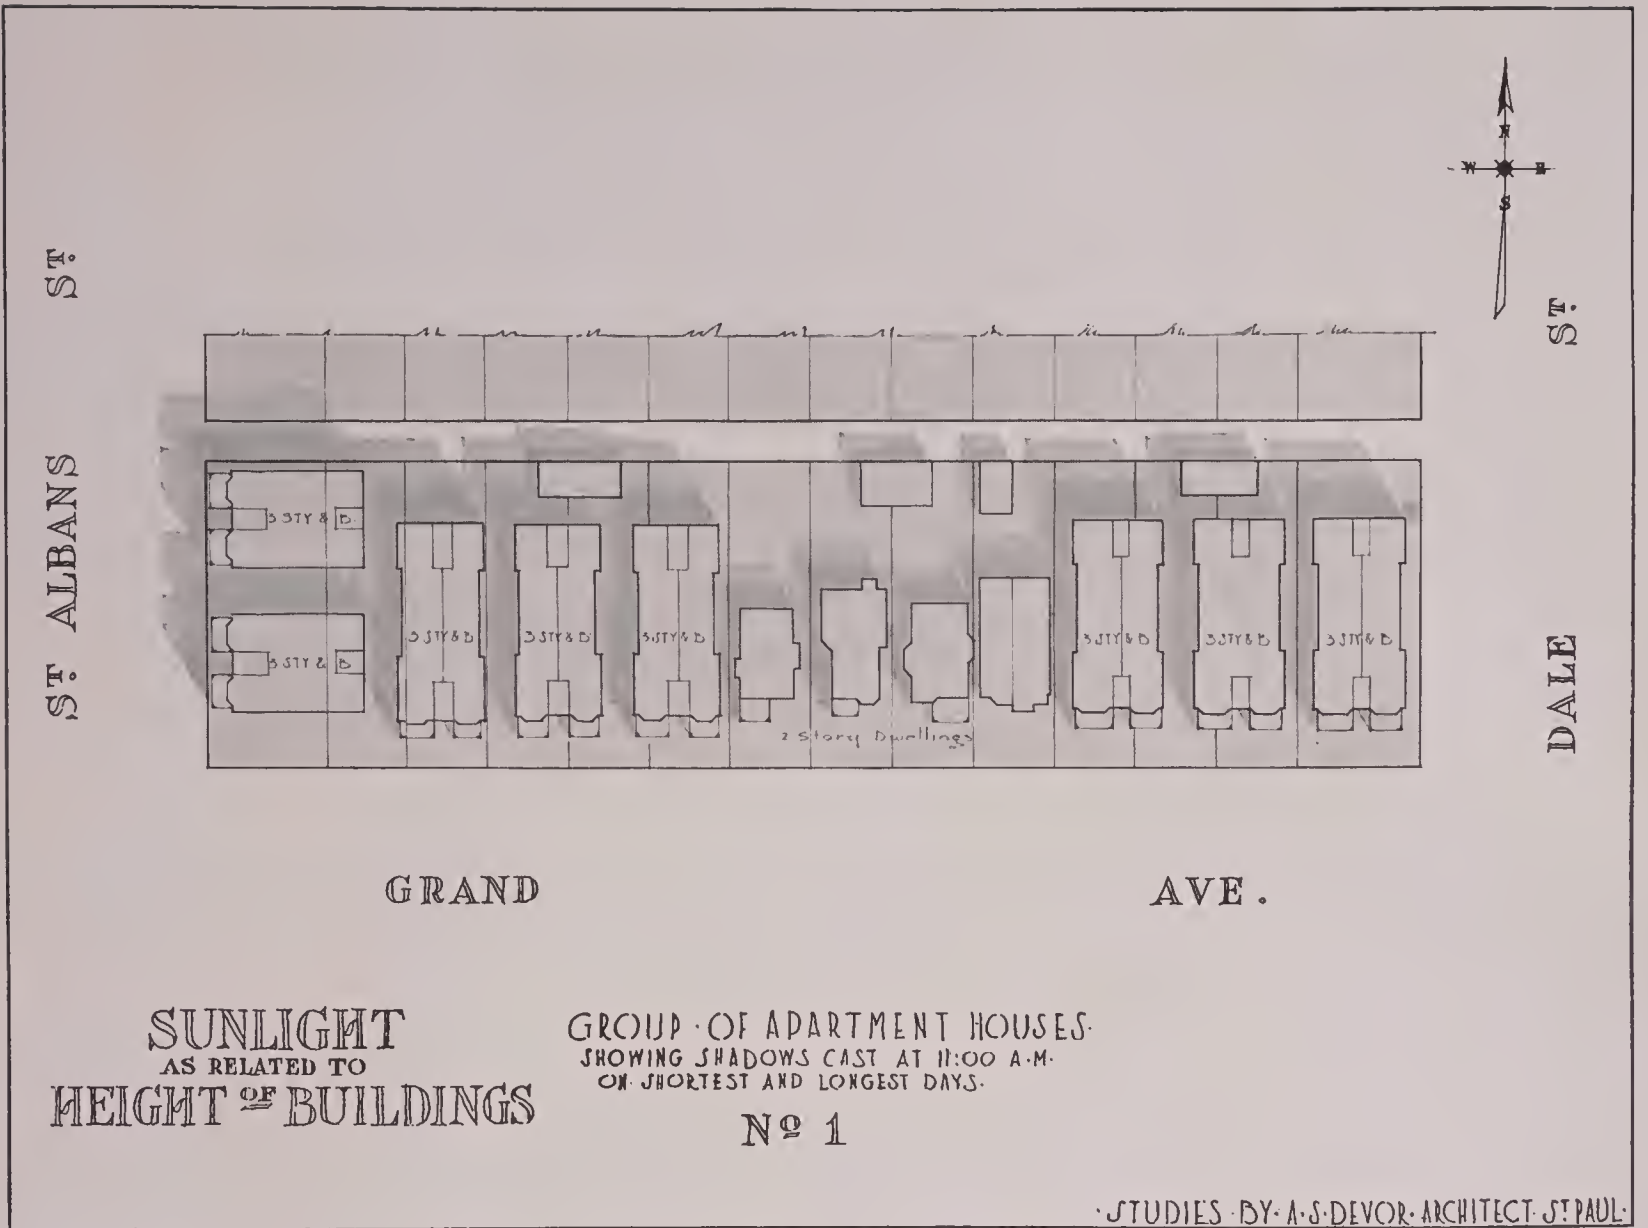 N
W E
S
ST.
ST.
ST. ALBANS
DALE
3 STY & B.
3 STY & B
3 STY & B
3 STY & B
3 STY & B
3 STY & B
3 STY & B
3 STY & B
2 Story Dwellings
GRAND AVE.
SUNLIGHT
AS RELATED TO
HEIGHT OF BUILDINGS
GROUP · OF APARTMENT HOUSES·
SHOWING SHADOWS CAST AT 11:00 A·M·
ON· SHORTEST AND LONGEST DAYS·
Nº 1
·STUDIES·BY·A·S·DEVOR·ARCHITECT·ST PAUL·